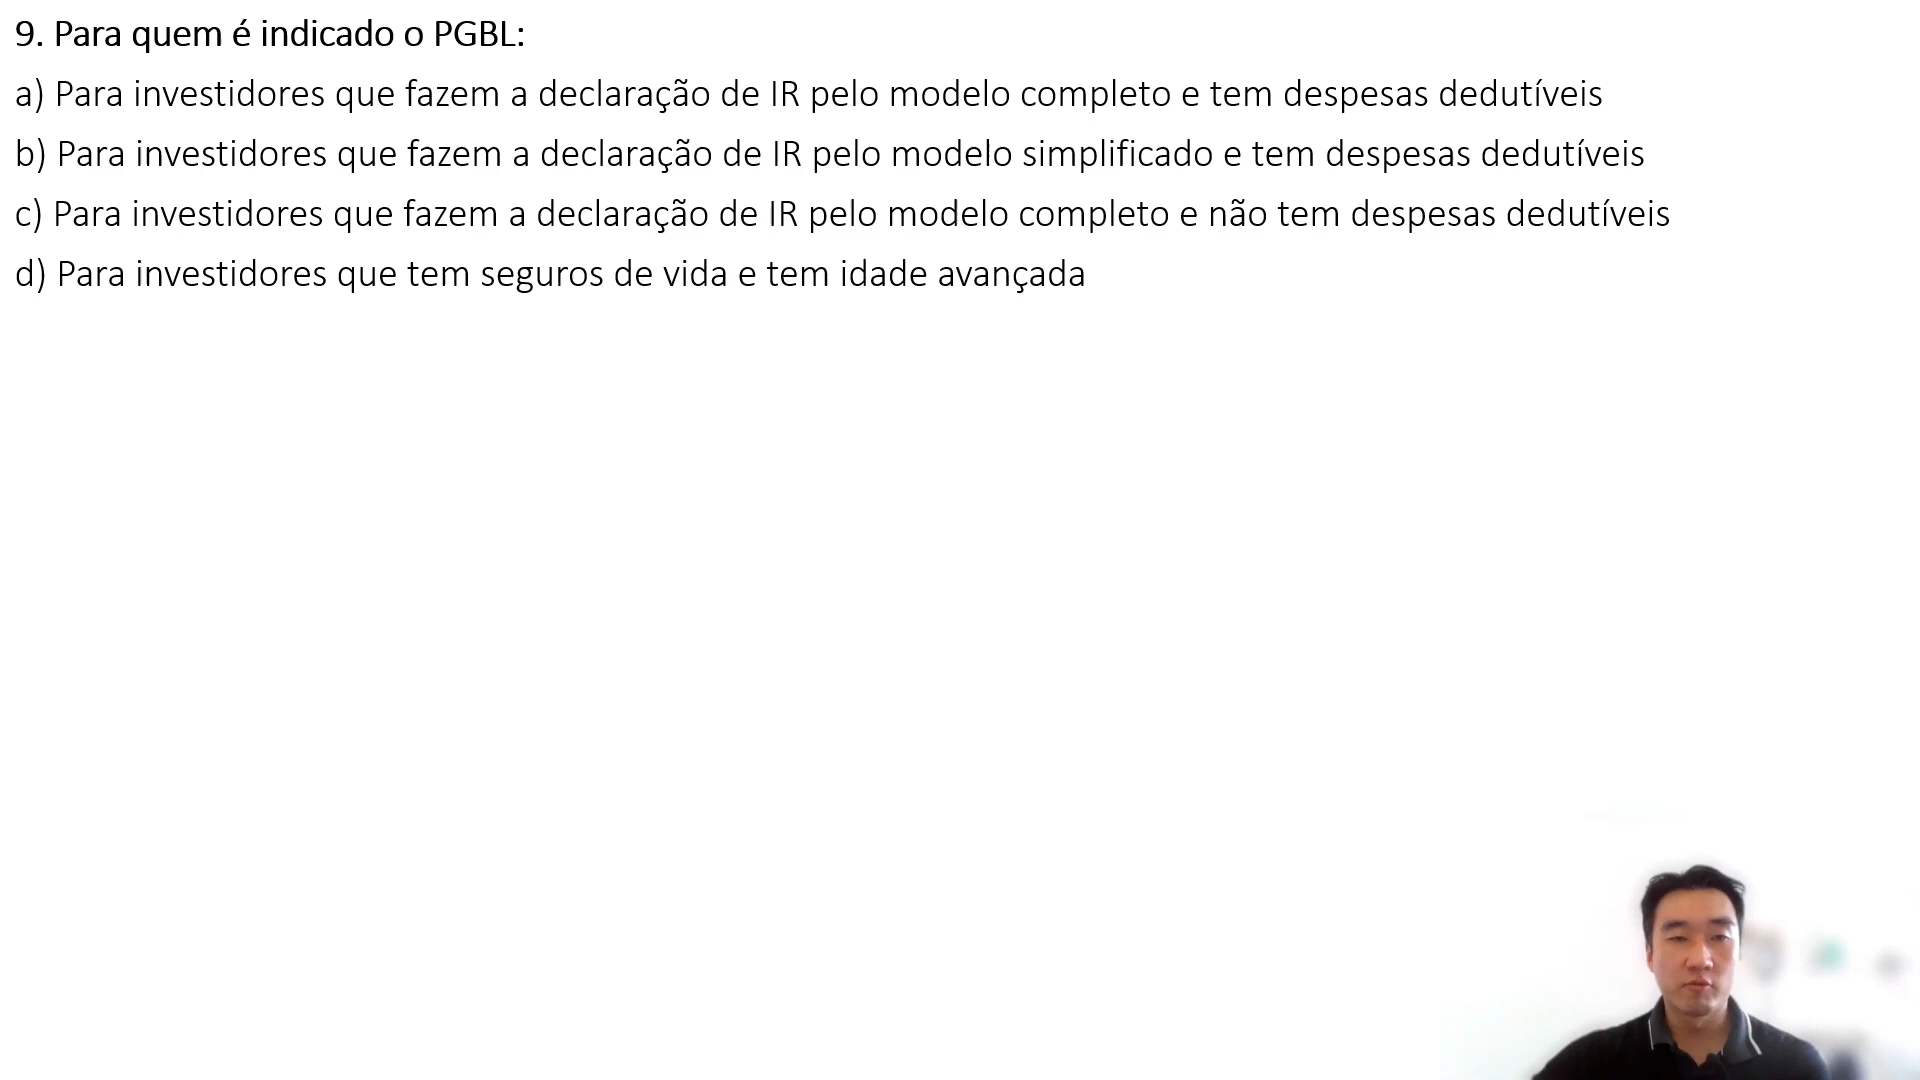 9. Para quem é indicado o PGBL:
a) Para investidores que fazem a declaração de IR pelo modelo completo e tem despesas dedutíveis
b) Para investidores que fazem a declaração de IR pelo modelo simplificado e tem despesas dedutíveis
c) Para investidores que fazem a declaração de IR pelo modelo completo e não tem despesas dedutíveis
d) Para investidores que tem seguros de vida e tem idade avançada